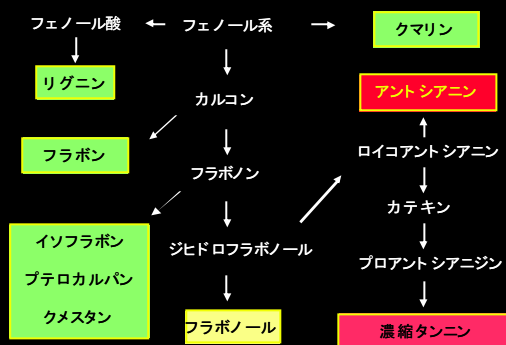 フェノール酸
フェノール系
クマリン
リグニン
カルコン
アントシアニン
フラボン
フラボノン
ロイコアントシアニン
カテキン
イソフラボン
プテロカルパン
クメスタン
ジヒドロフラボノール
プロアントシアニジン
フラボノール
濃縮タンニン